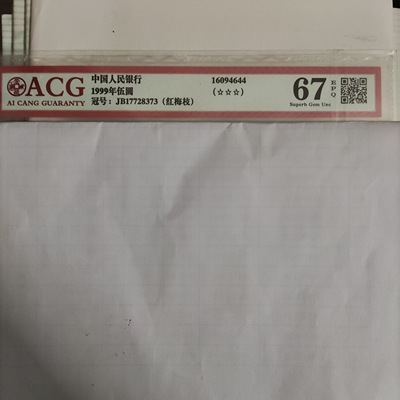 ACG
AI CANG GUARANTY
中国人民银行
1999年伍圆
冠号：JB17728373（红梅枝）
16094644
(☆☆☆)
67 EPQ
Superb Gem Unc